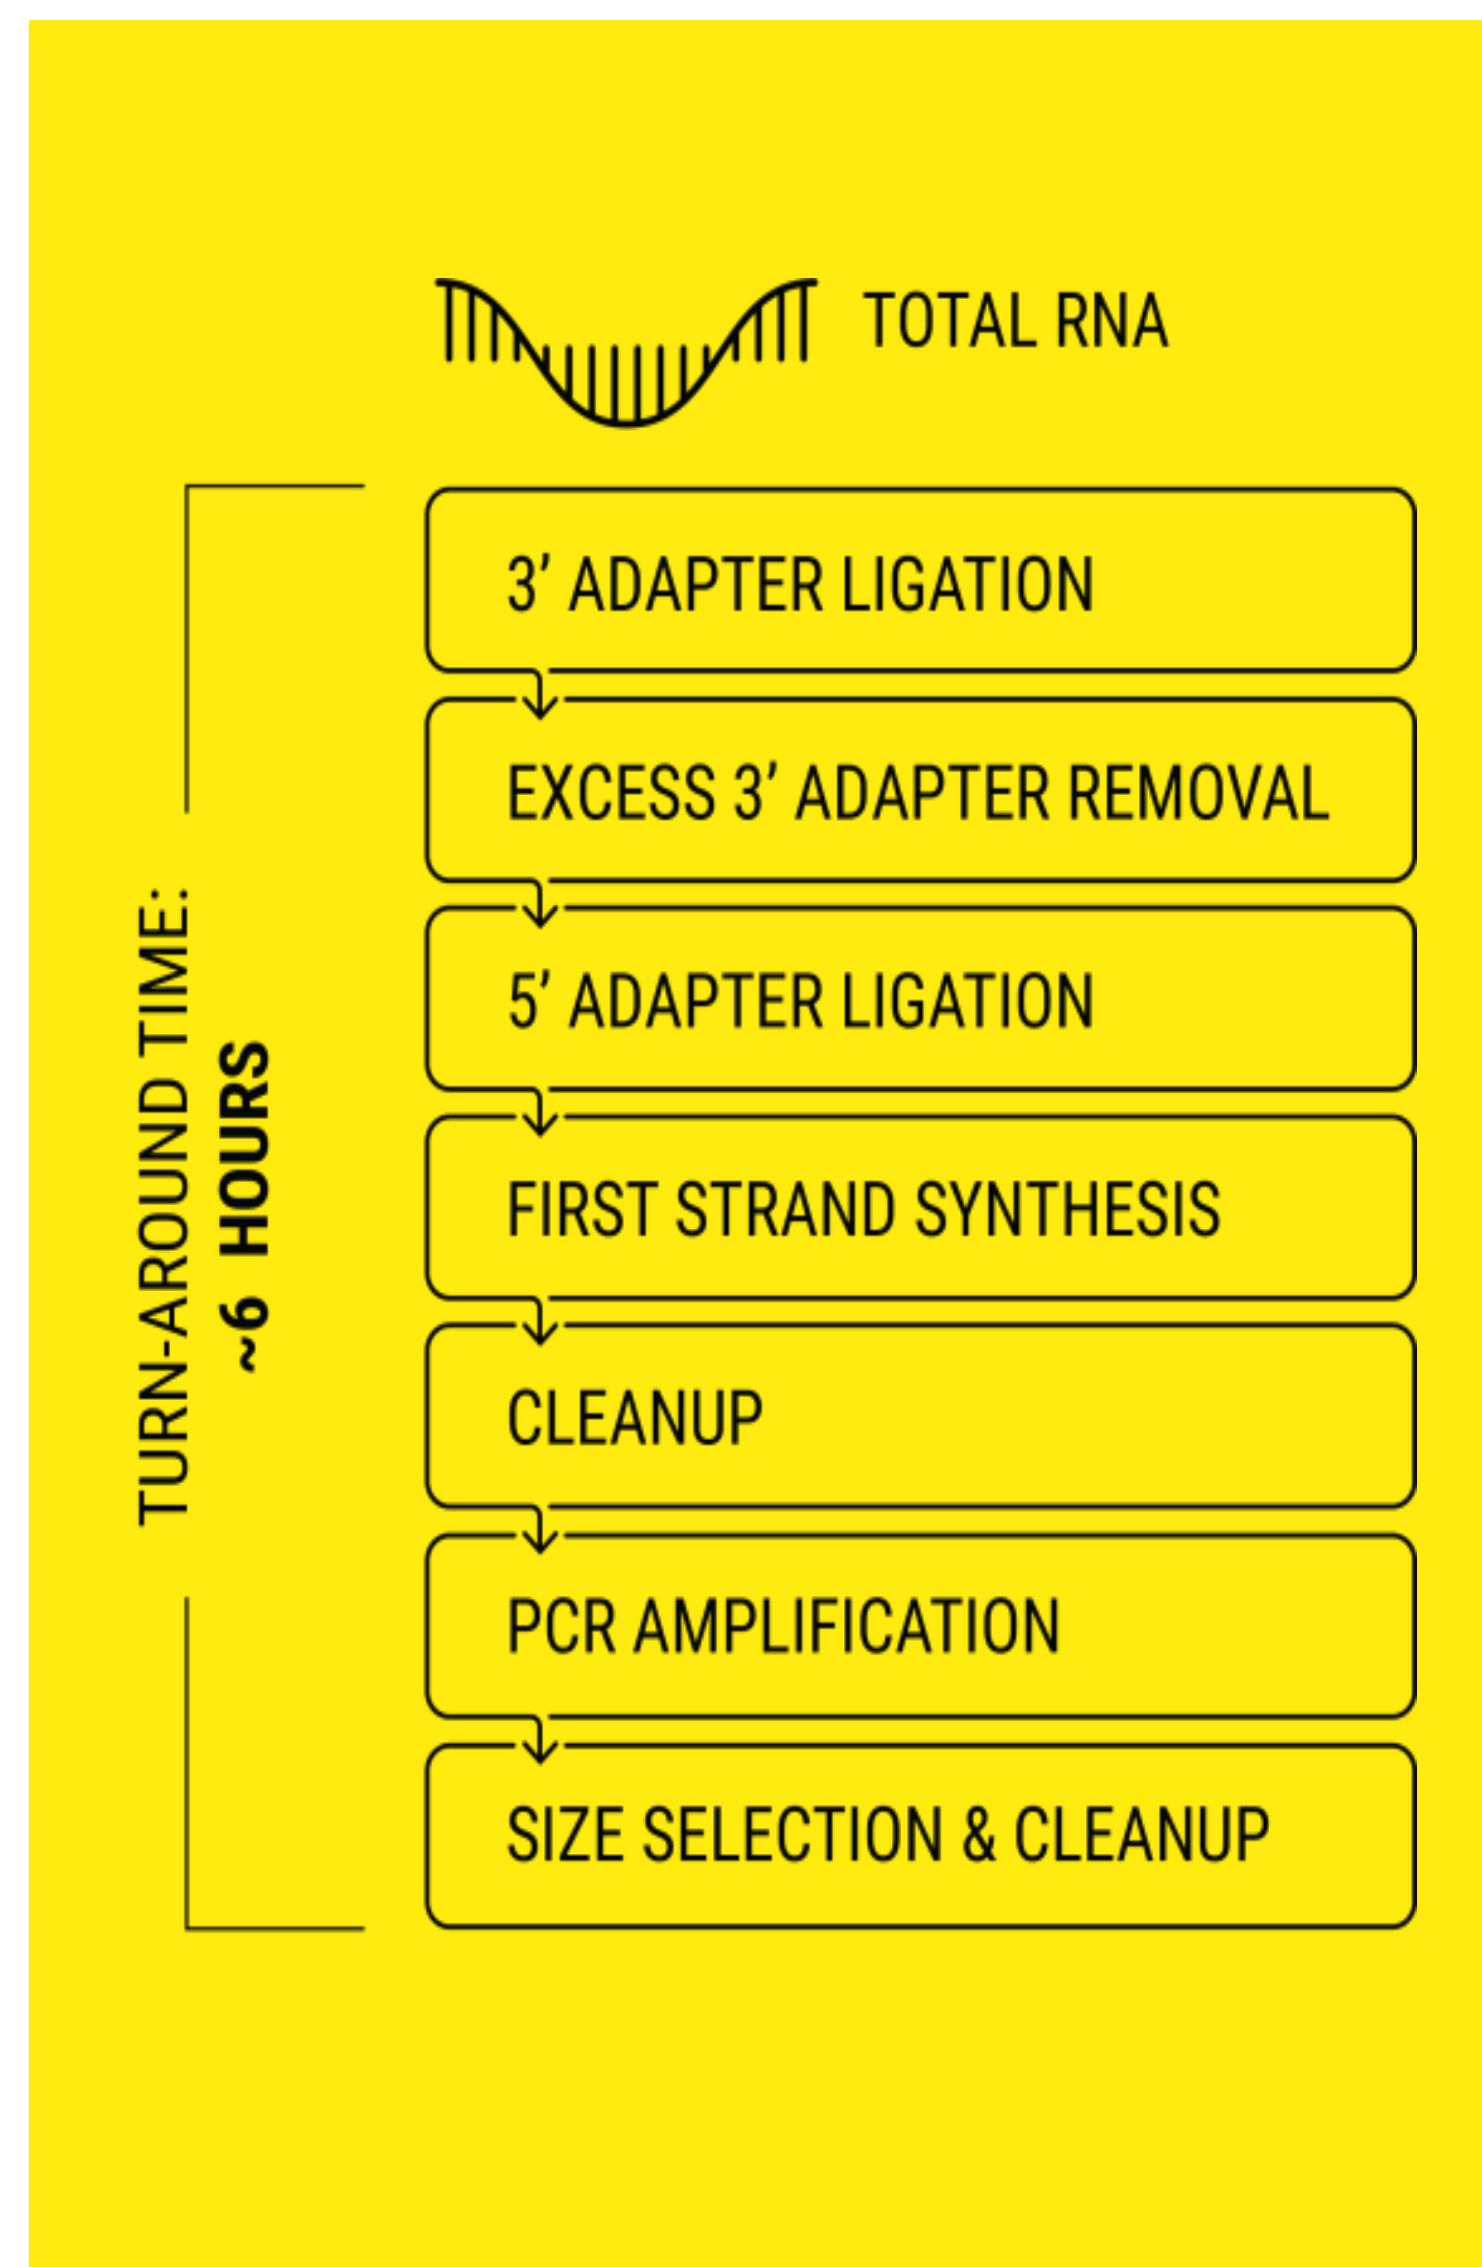 TOTAL RNA
TURN-AROUND TIME:
~6 HOURS
3’ ADAPTER LIGATION
EXCESS 3’ ADAPTER REMOVAL
5’ ADAPTER LIGATION
FIRST STRAND SYNTHESIS
CLEANUP
PCR AMPLIFICATION
SIZE SELECTION & CLEANUP